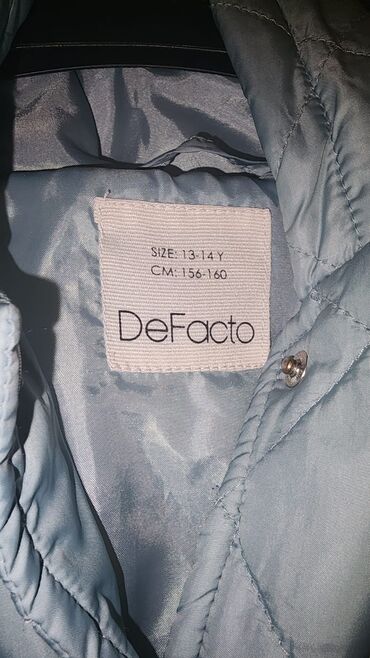 SIZE: 13-14 Y
CM: 156-160
DeFacto